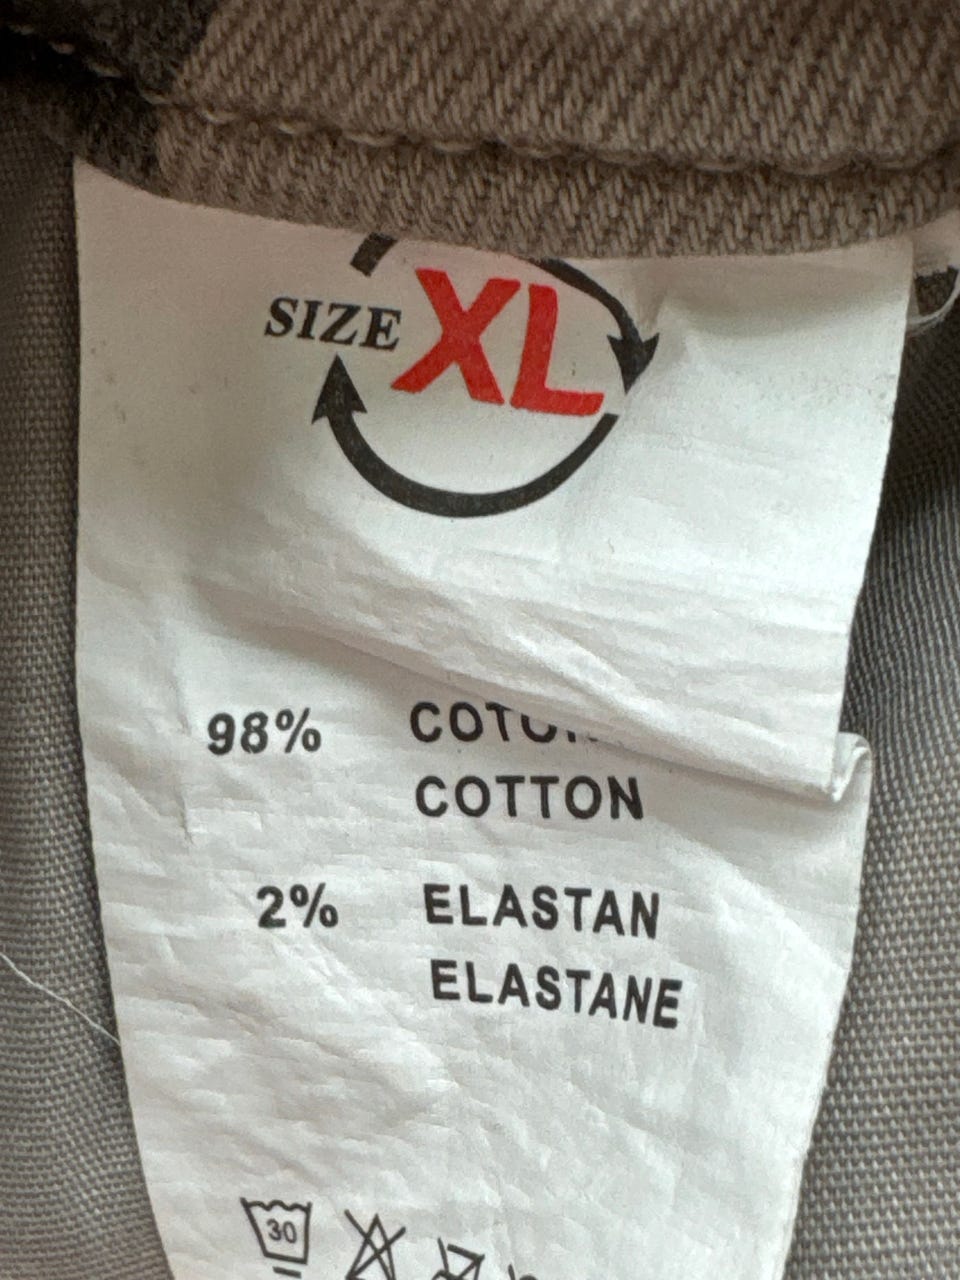 SIZE XL
98%
COTTON
2% ELASTAN
ELASTANE
30